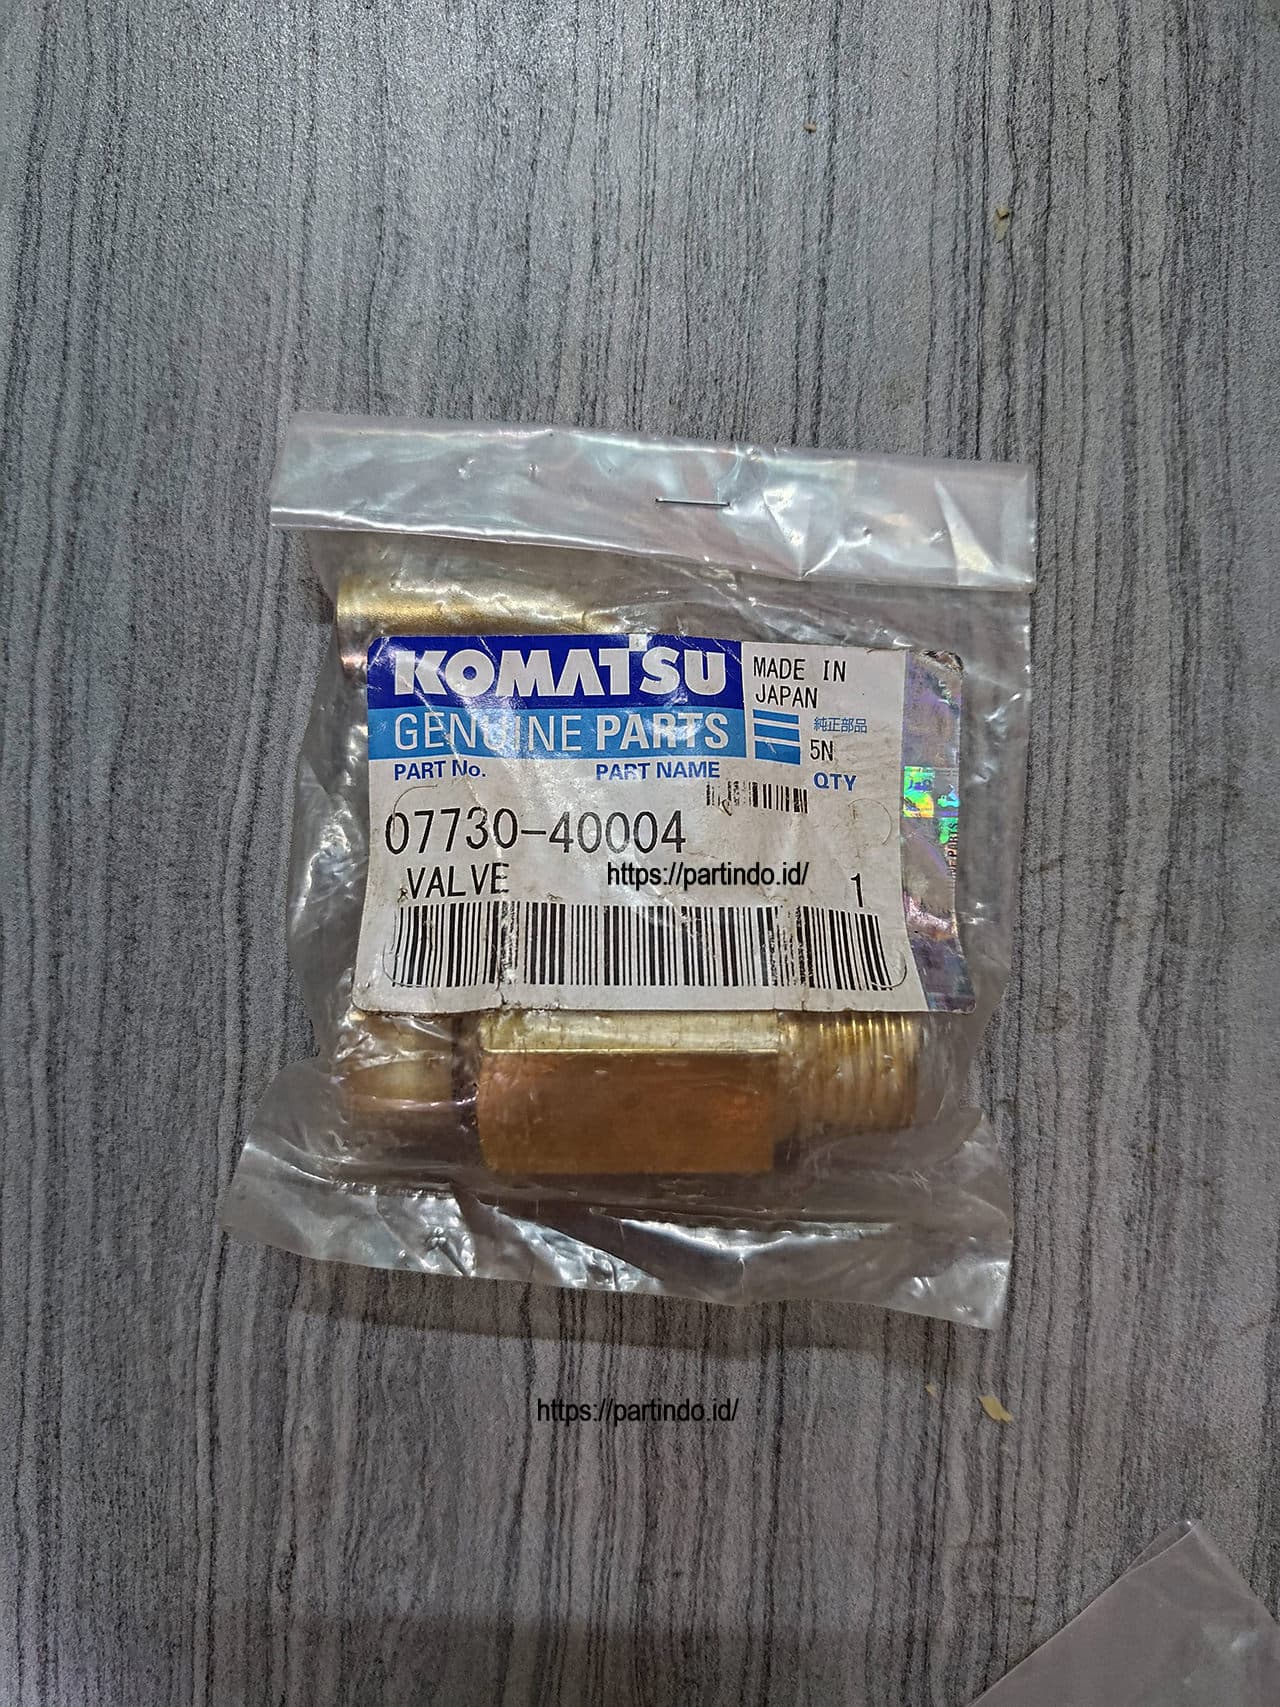 KOMATSU
GENUINE PARTS
MADE IN
JAPAN
純正部品
5N
PART No.
PART NAME
QTY
07730-40004
VALVE
https://partindo.id/
1
https://partindo.id/